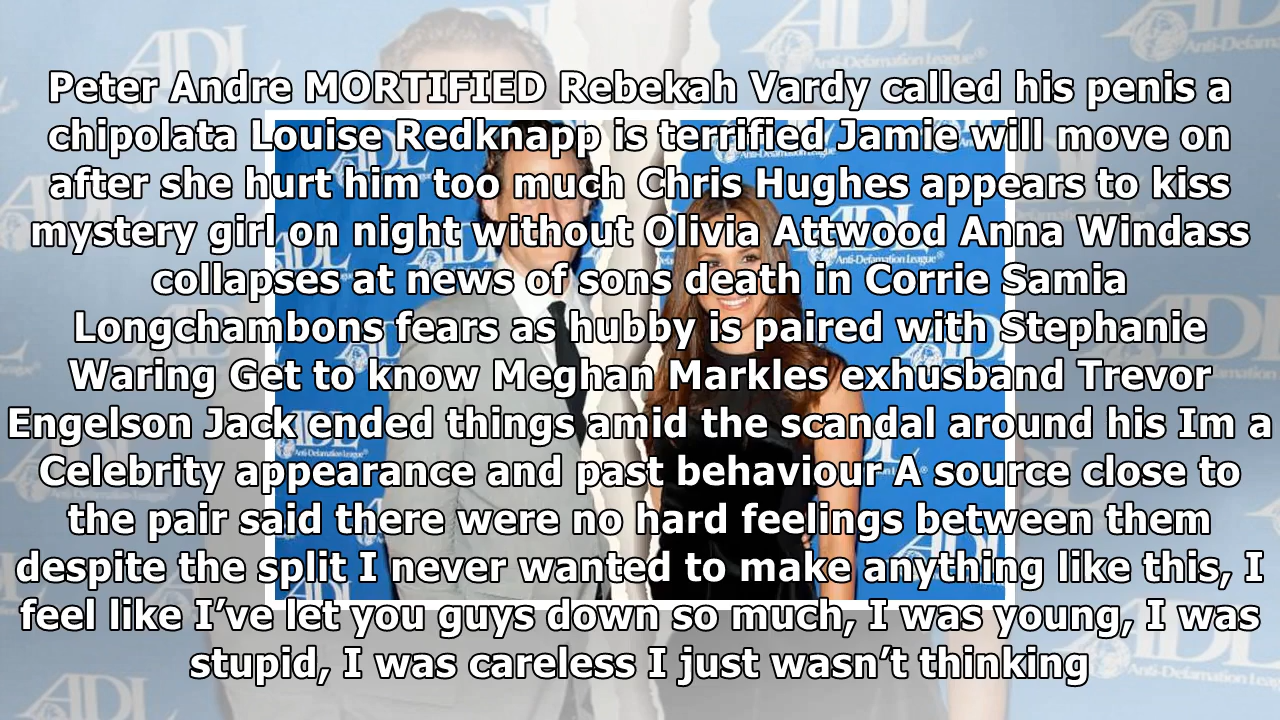 Peter Andre MORTIFIED Rebekah Vardy called his penis a
chipolata Louise Redknapp is terrified Jamie will move on
after she hurt him too much Chris Hughes appears to kiss
mystery girl on night without Olivia Attwood Anna Windass
collapses at news of sons death in Corrie Samia
Longchambons fears as hubby is paired with Stephanie
Waring Get to know Meghan Markles exhusband Trevor
Engelson Jack ended things amid the scandal around his Im a
Celebrity appearance and past behaviour A source close to
the pair said there were no hard feelings between them
despite the split I never wanted to make anything like this, I
feel like I’ve let you guys down so much, I was young, I was
stupid, I was careless I just wasn’t thinking
ADL
Anti-Defamation League